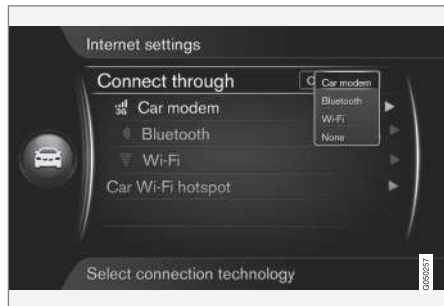 Internet settings
Connect through
Car modem
Bluetooth
Wi-Fi
None
3G Car modem
Bluetooth
Wi-Fi
Car Wi-Fi hotspot
Select connection technology
G050257